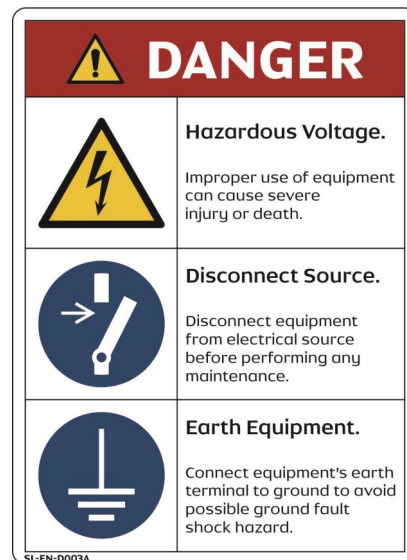 DANGER
Hazardous Voltage.
Improper use of equipment
can cause severe
injury or death.
Disconnect Source.
Disconnect equipment
from electrical source
before performing any
maintenance.
Earth Equipment.
Connect equipment's earth
terminal to ground to avoid
possible ground fault
shock hazard.
SL-EN-D003A